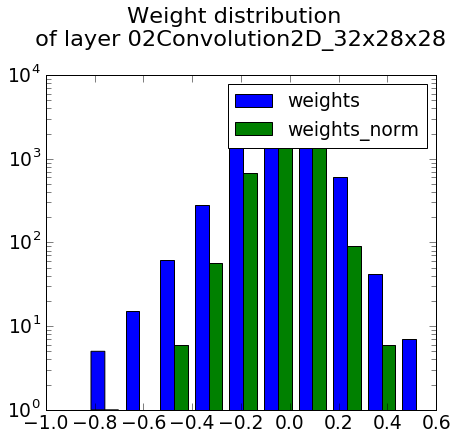 Weight distribution
of layer 02Convolution2D_32x28x28
10^4
weights
weights_norm
10^3
10^2
10^1
10^0
−1.0 −0.8 −0.6 −0.4 −0.2 0.0 0.2 0.4 0.6